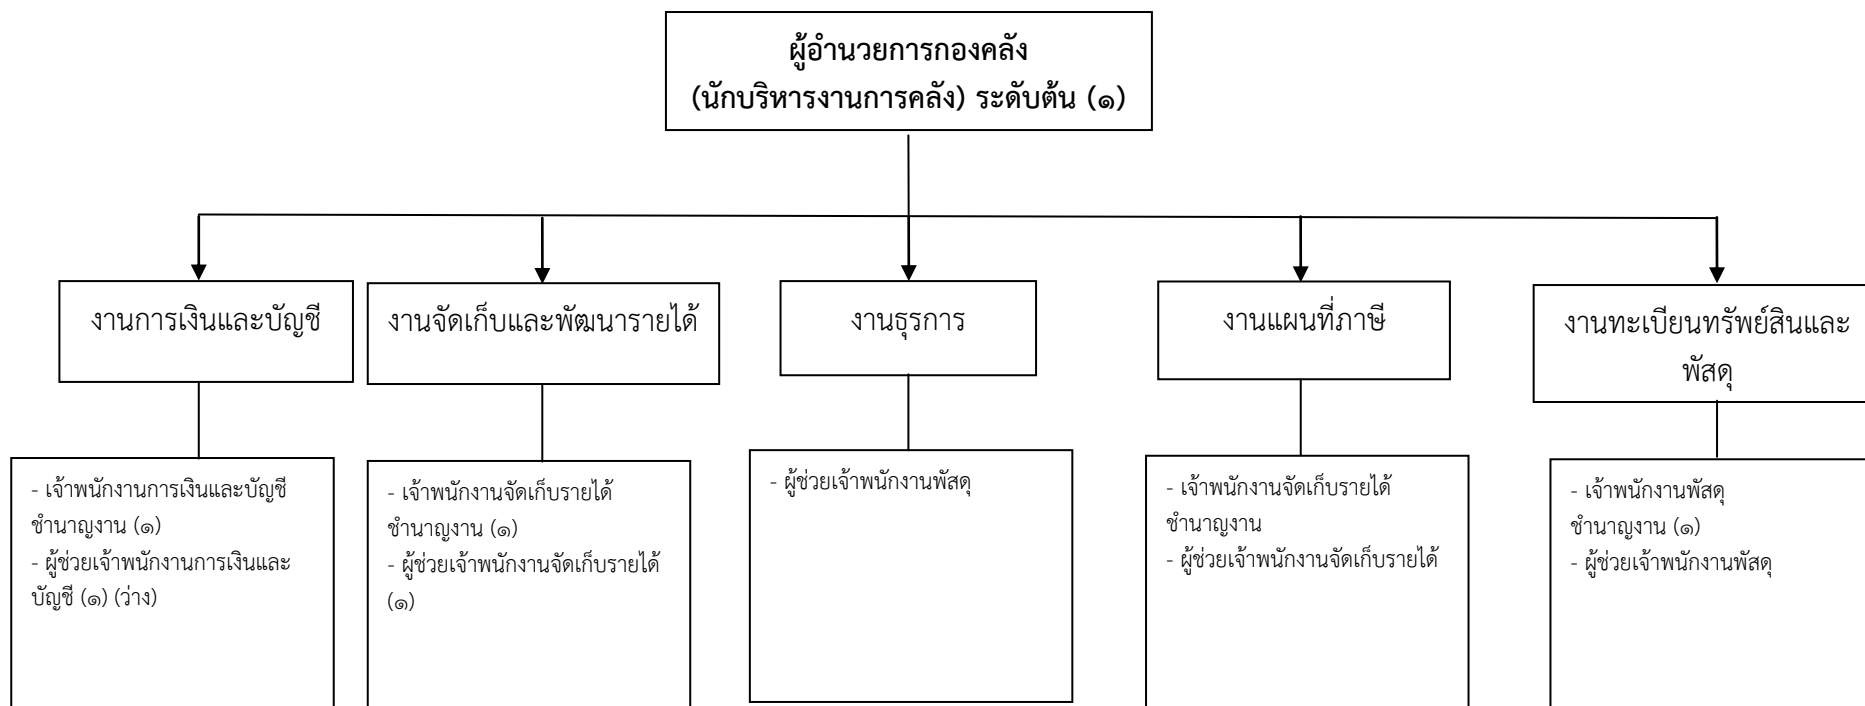 ผู้อำนวยการกองคลัง
(นักบริหารงานการคลัง) ระดับต้น (๑)
งานการเงินและบัญชี
งานจัดเก็บและพัฒนารายได้
งานธุรการ
งานแผนที่ภาษี
งานทะเบียนทรัพย์สินและ
พัสดุ
- เจ้าพนักงานการเงินและบัญชี
ชำนาญงาน (๑)
- ผู้ช่วยเจ้าพนักงานการเงินและ
บัญชี (๑) (ว่าง)
- เจ้าพนักงานจัดเก็บรายได้
ชำนาญงาน (๑)
- ผู้ช่วยเจ้าพนักงานจัดเก็บรายได้
(๑)
- ผู้ช่วยเจ้าพนักงานพัสดุ
- เจ้าพนักงานจัดเก็บรายได้
ชำนาญงาน
- ผู้ช่วยเจ้าพนักงานจัดเก็บรายได้
- เจ้าพนักงานพัสดุ
ชำนาญงาน (๑)
- ผู้ช่วยเจ้าพนักงานพัสดุ